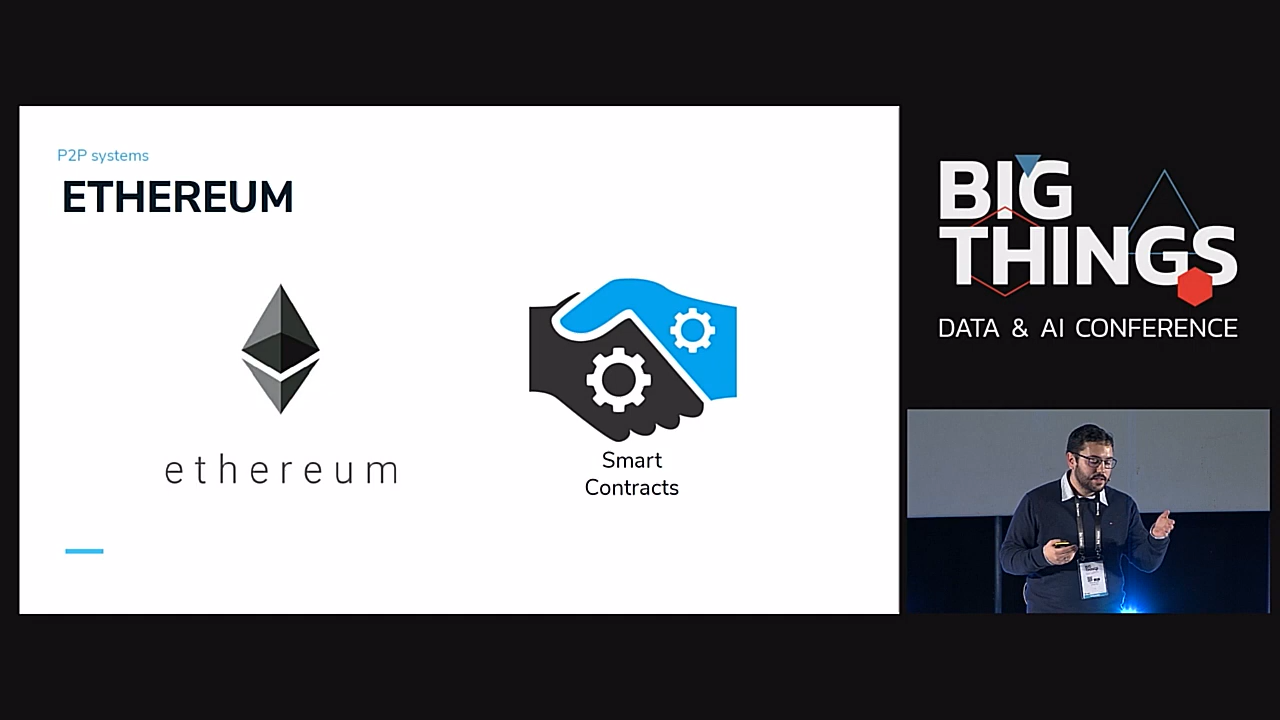 P2P systems
ETHEREUM
ethereum
Smart
Contracts
BIG
THINGS
DATA & AI CONFERENCE